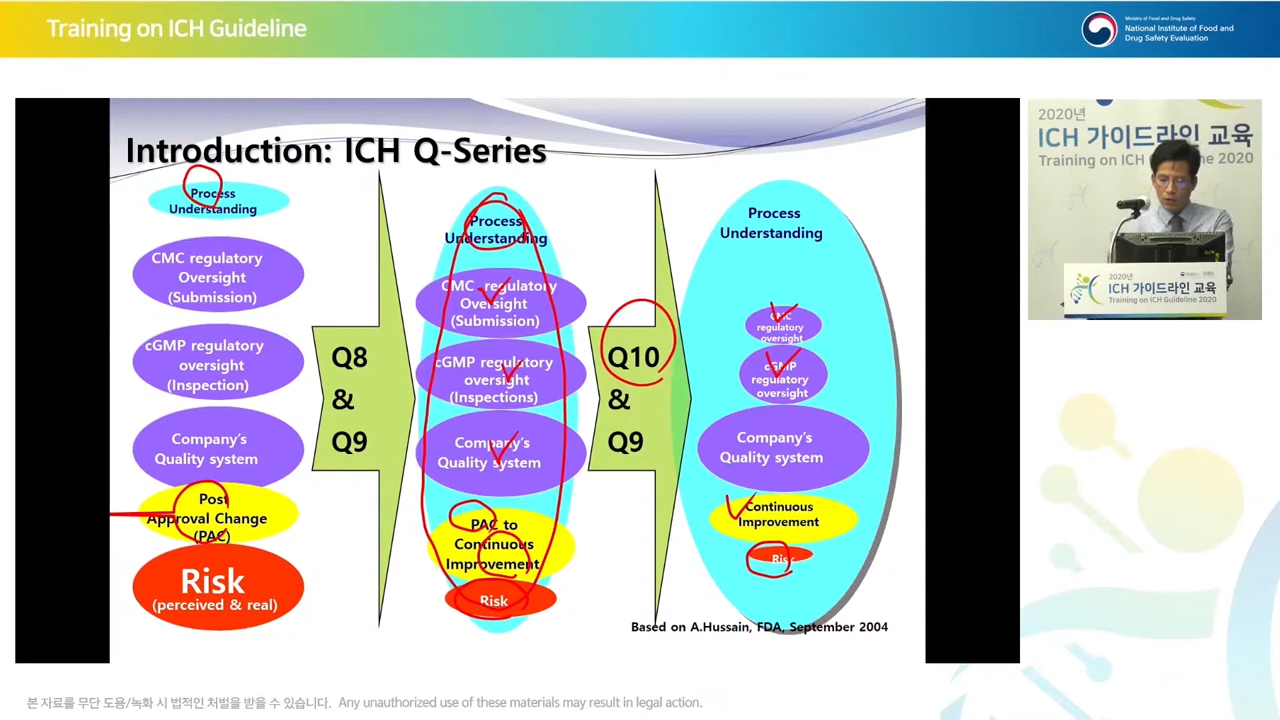 Training on ICH Guideline
Ministry of Food and Drug Safety
National Institute of Food and
Drug Safety Evaluation
Introduction: ICH Q-Series
Process
Understanding
CMC regulatory
Oversight
(Submission)
cGMP regulatory
oversight
(Inspection)
Company's
Quality system
Post
Approval Change
(PAC)
Risk
(perceived & real)
Q8
&
Q9
Process
Understanding
CMC regulatory
Oversight
(Submission)
cGMP regulatory
oversight
(Inspections)
Company's
Quality system
PAC to
Continuous
Improvement
Risk
Q10
&
Q9
Process
Understanding
CMC
regulatory
oversight
cGMP
regulatory
oversight
Company's
Quality system
Continuous
Improvement
Risk
Based on A.Hussain, FDA, September 2004
2020년
ICH 가이드라인 교육
Training on ICH Guideline 2020
2020년
ICH 가이드라인 교육
Training on ICH Guideline 2020
본 자료를 무단 도용/녹화 시 법적인 처벌을 받을 수 있습니다. Any unauthorized use of these materials may result in legal action.